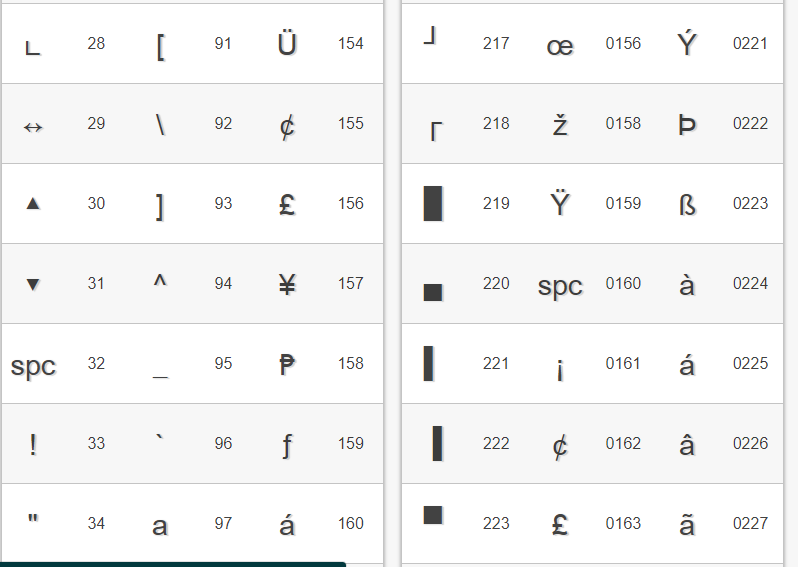 ∟ 28 [ 91 Ü 154 ┘ 217 œ 0156 Ý 0221
↔ 29 \ 92 ¢ 155 ┌ 218 ž 0158 Þ 0222
▲ 30 ] 93 £ 156 █ 219 Ÿ 0159 ß 0223
▼ 31 ^ 94 ¥ 157 ▄ 220 spc 0160 à 0224
spc 32 _ 95 ₱ 158 ▌ 221 ¡ 0161 á 0225
! 33 ` 96 ƒ 159 ▐ 222 ¢ 0162 â 0226
" 34 a 97 á 160 ▀ 223 £ 0163 ã 0227